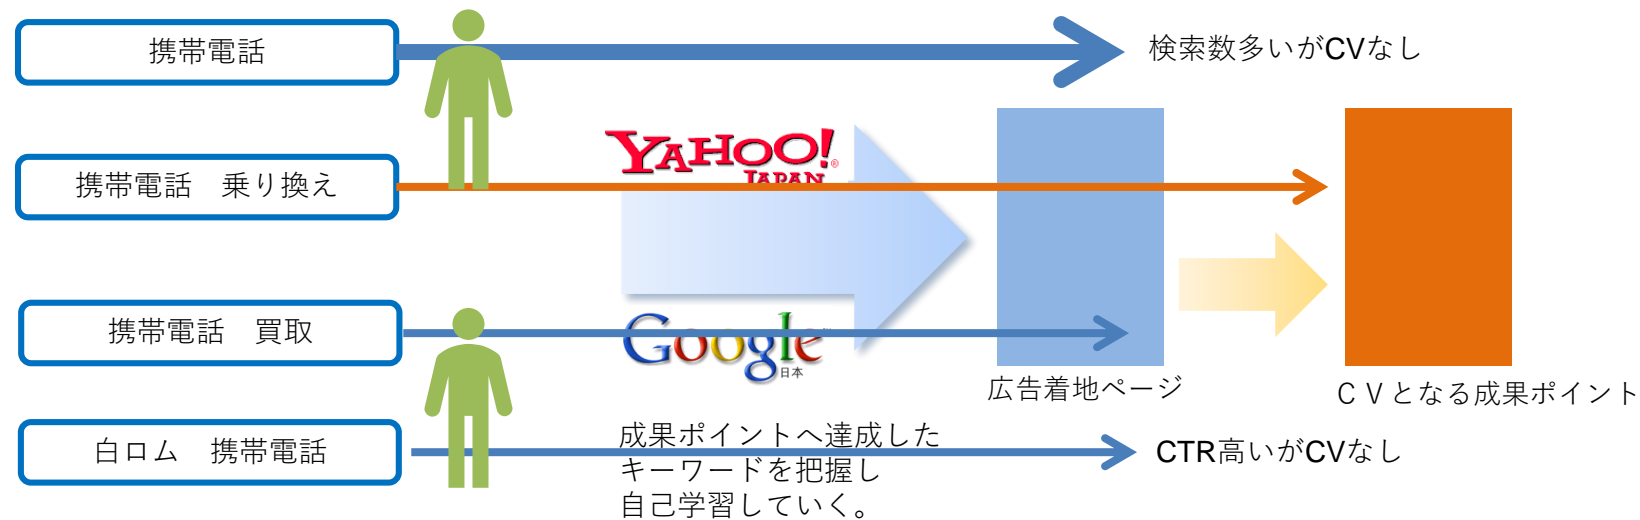 携帯電話
検索数多いがCVなし
YAHOO!
JAPAN
携帯電話　乗り換え
携帯電話　買取
Google
日本
広告着地ページ
ＣＶとなる成果ポイント
白ロム　携帯電話
成果ポイントへ達成した
キーワードを把握し
自己学習していく。
CTR高いがCVなし